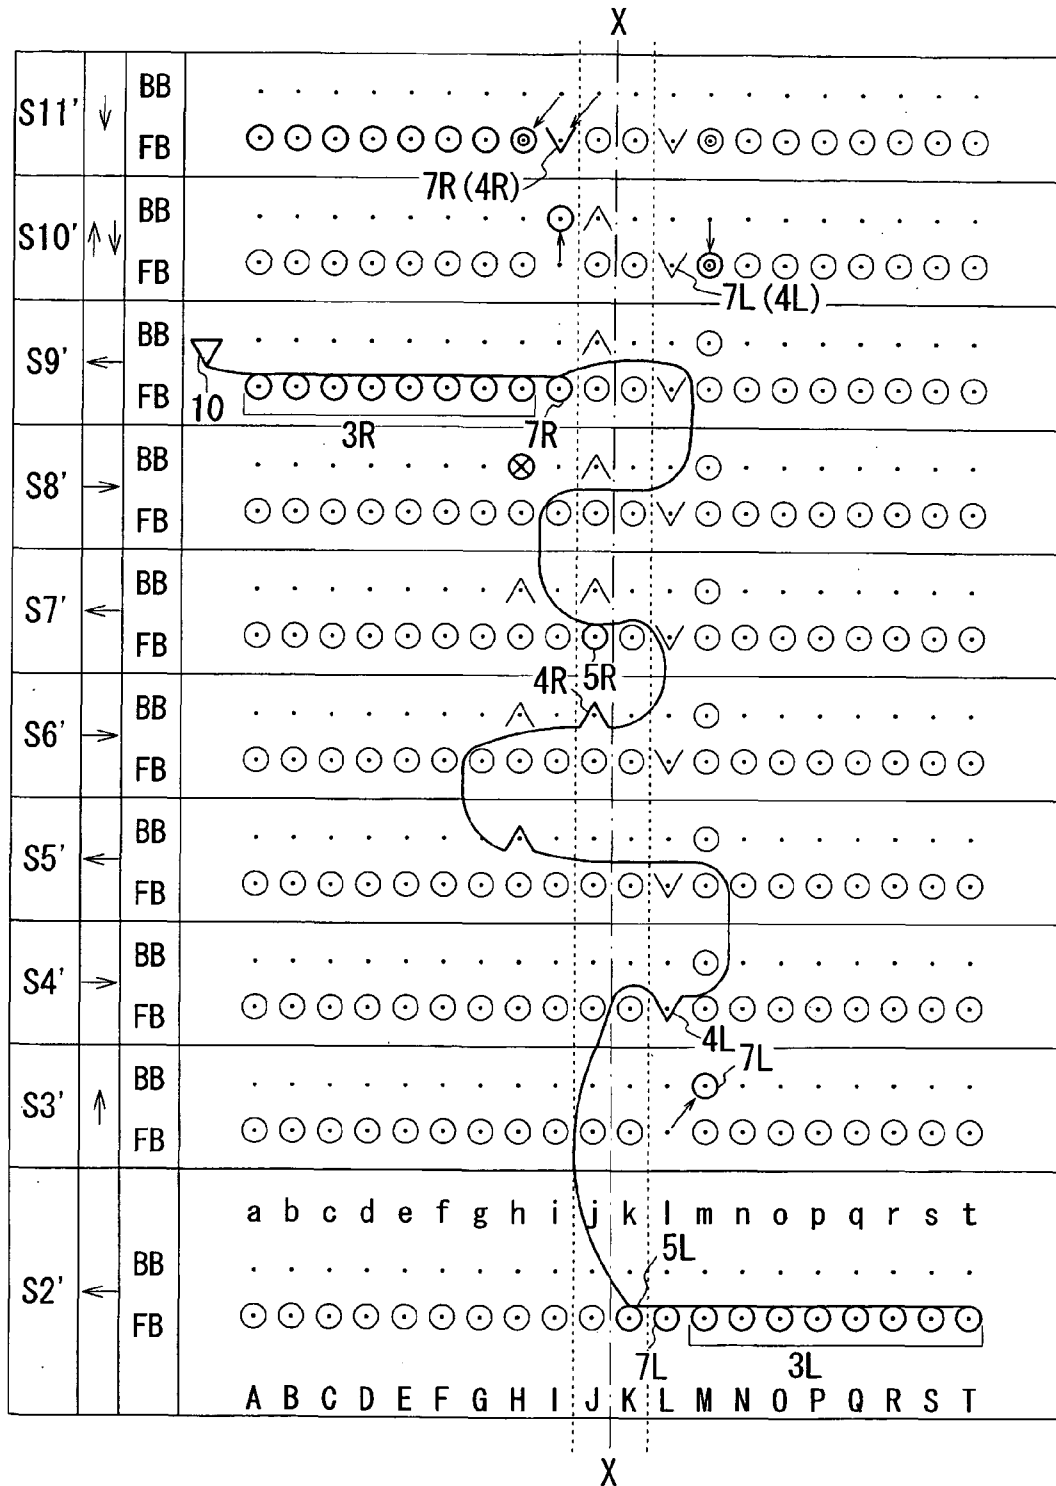 X
S11' ↓ BB
FB
7R(4R)
S10' ↑↓ BB
FB
7L(4L)
S9' ← BB
FB
10 3R 7R
S8' → BB
FB
S7' ← BB
FB
4R 5R
S6' → BB
FB
S5' ← BB
FB
S4' → BB
FB
4L
7L
S3' ↑ BB
FB
a b c d e f g h i j k l m n o p q r s t
5L
S2' ← BB
FB
7L 3L
A B C D E F G H I J K L M N O P Q R S T
X